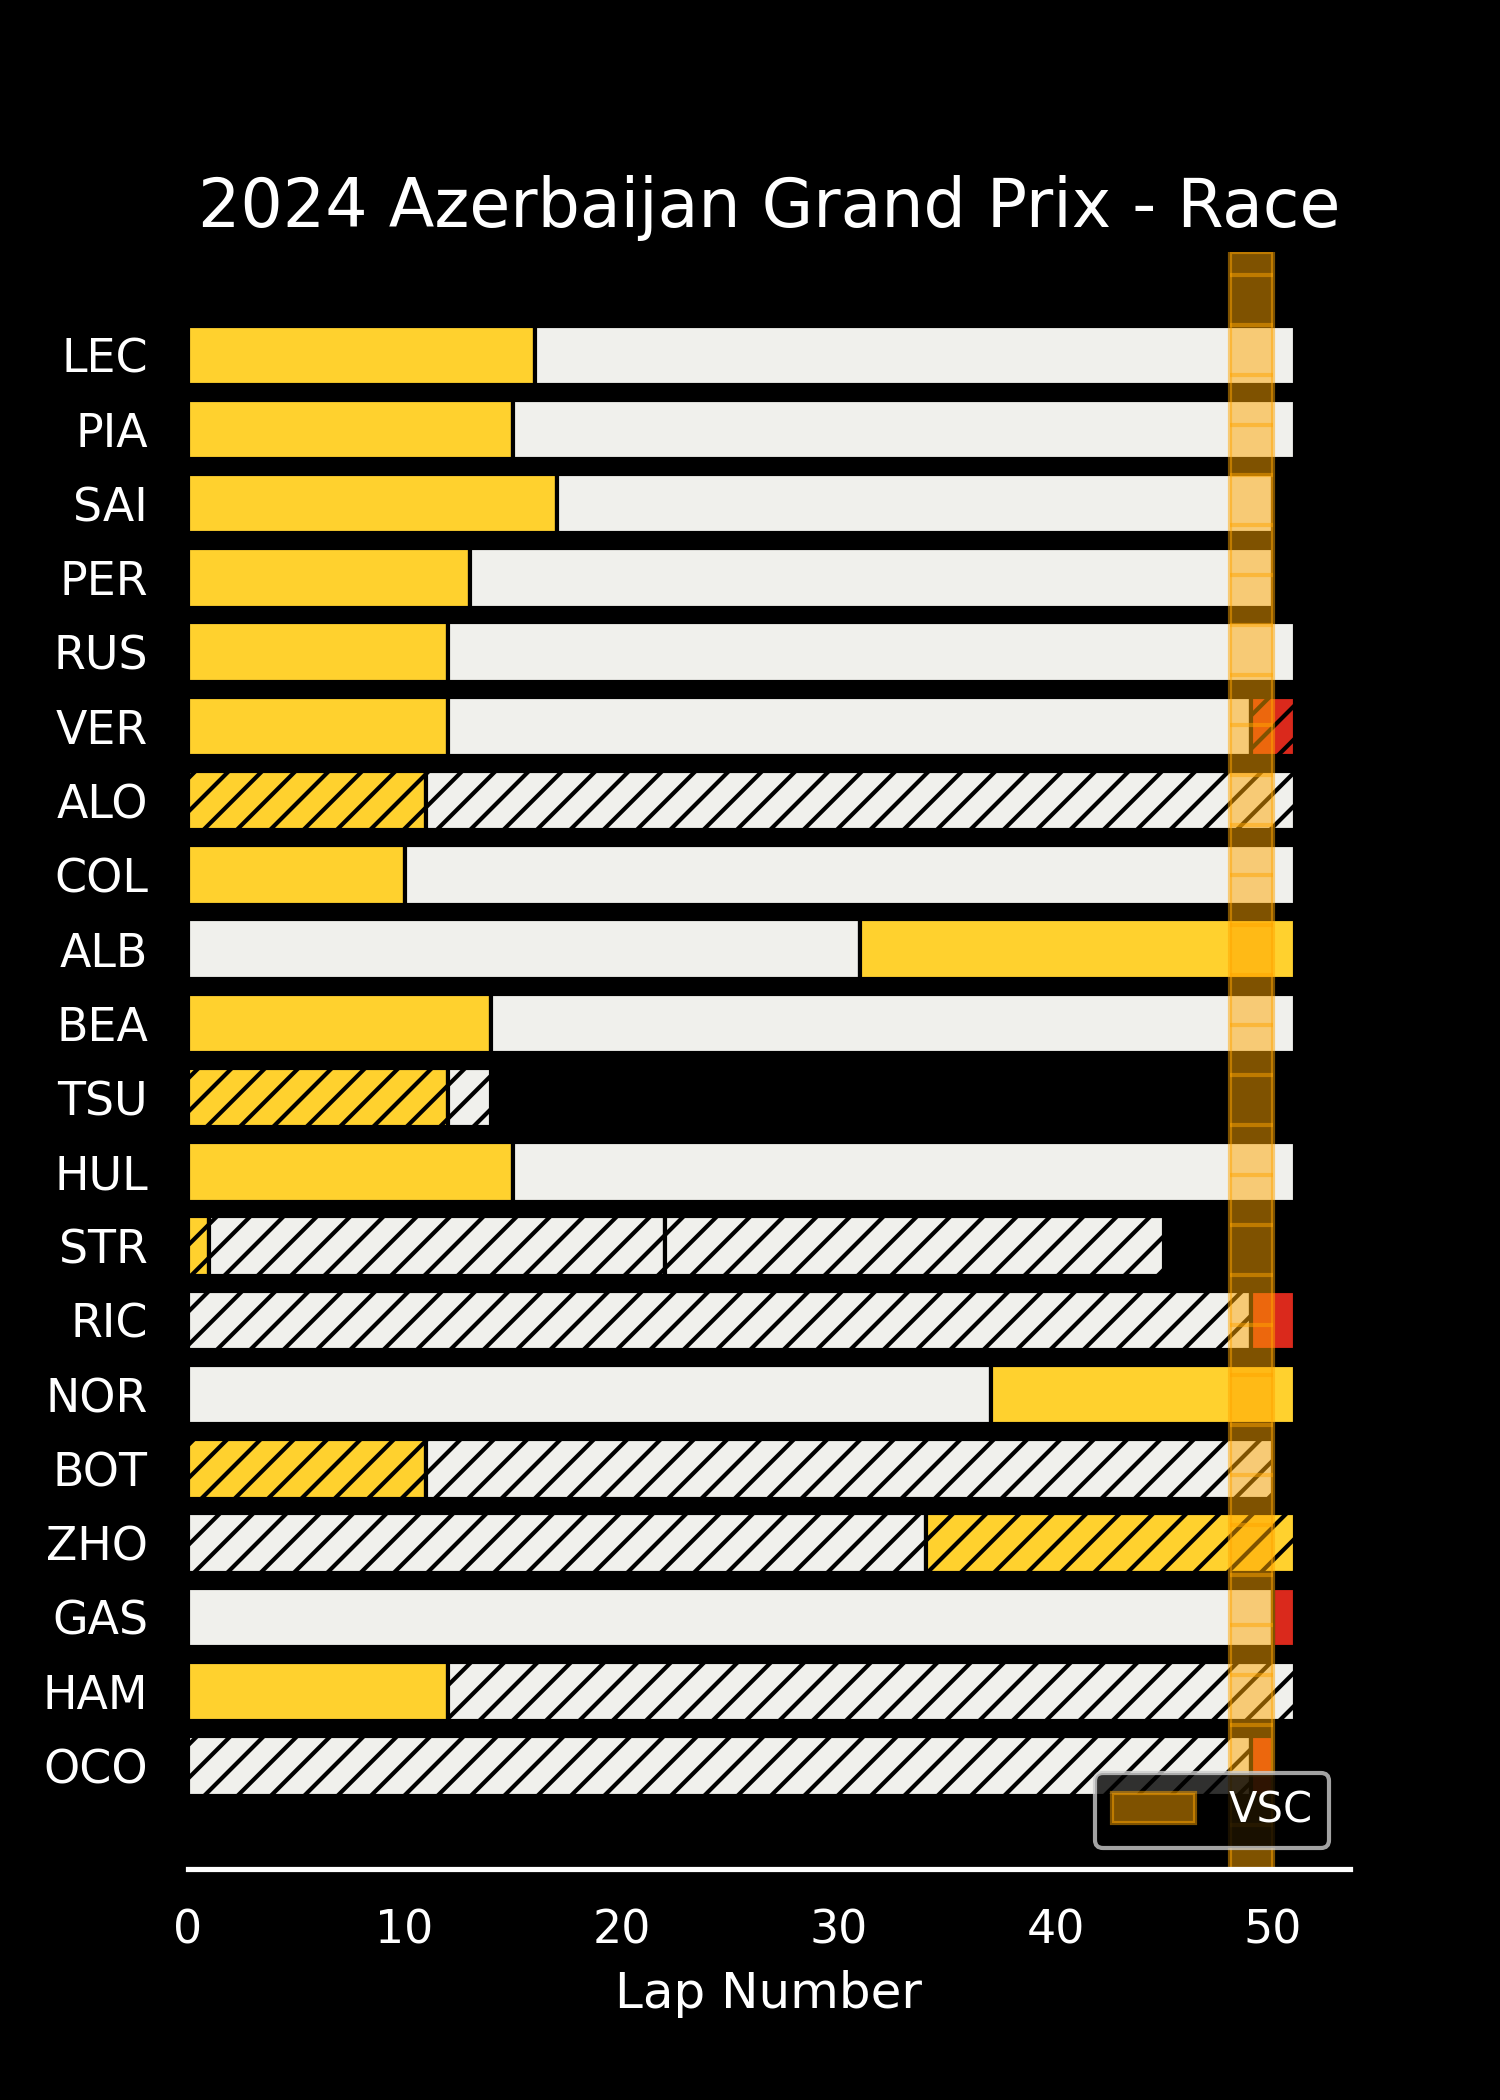 2024 Azerbaijan Grand Prix - Race
LEC
PIA
SAI
PER
RUS
VER
ALO
COL
ALB
BEA
TSU
HUL
STR
RIC
NOR
BOT
ZHO
GAS
HAM
OCO
VSC
0 10 20 30 40 50
Lap Number